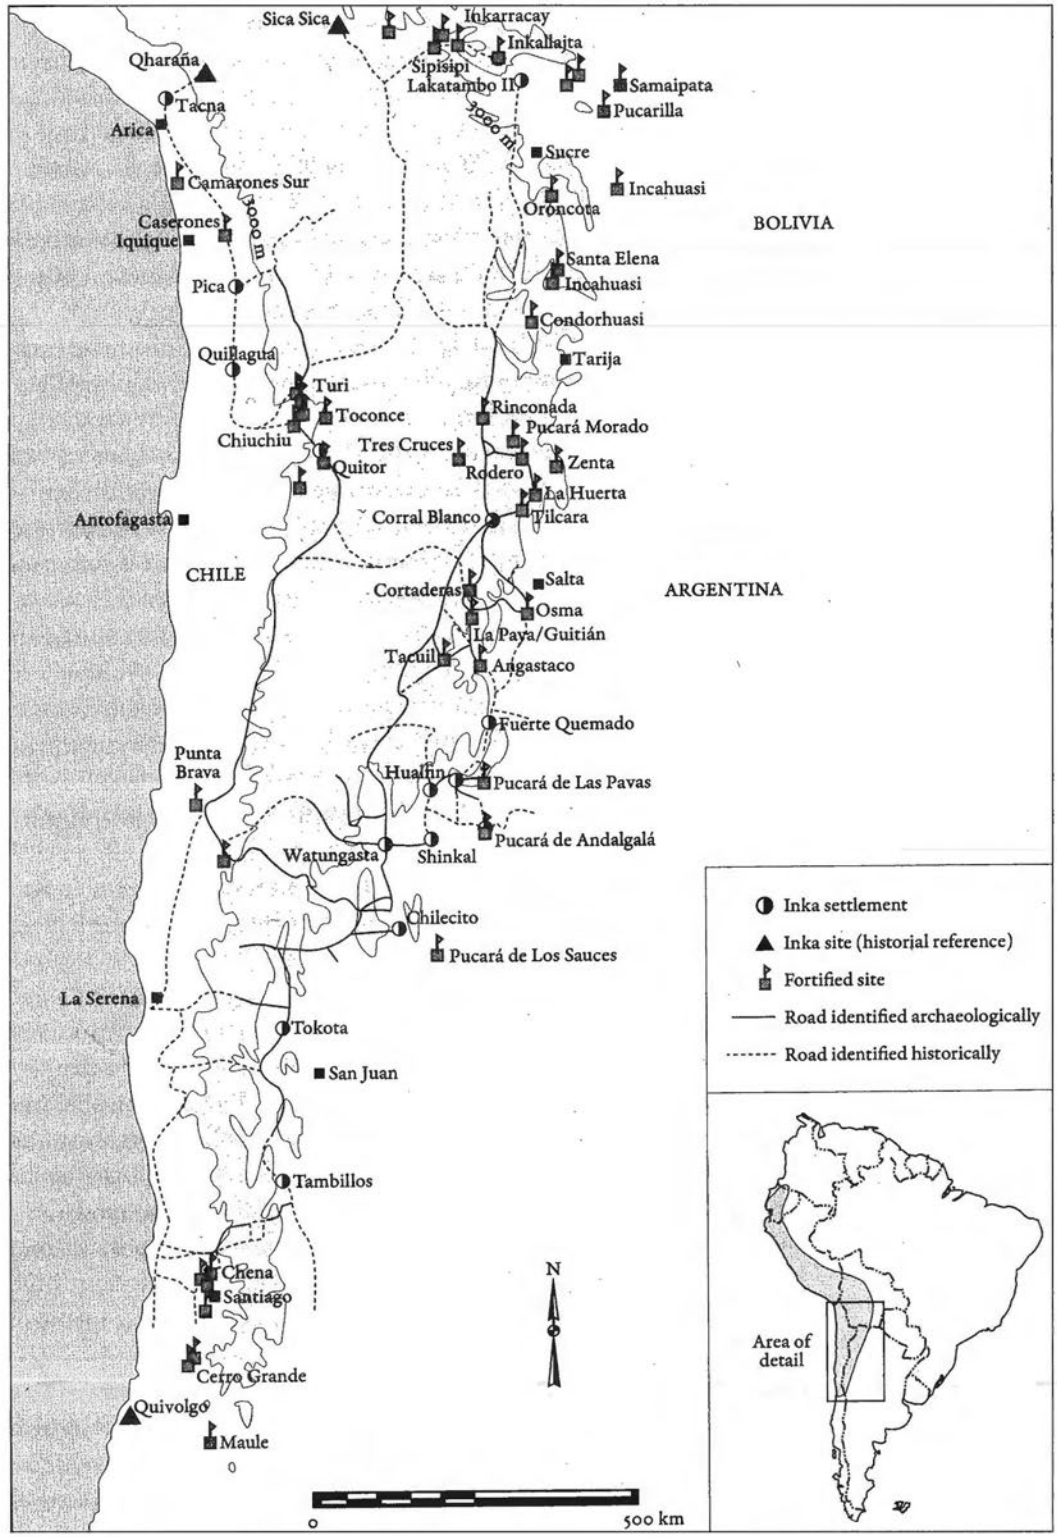 Sica Sica
Inkarracay
Inkallajta
Qharaña
Sipisipi
Lakatambo II
Samaipata
Tacna
Pucarilla
Arica
3000 m
Sucre
Camarones Sur
Incahuasi
Oroncota
Caserones
3000 m
Iquique
BOLIVIA
Santa Elena
Pica
Incahuasi
Condorhuasi
Quillagua
Tarija
Turi
Toconce
Rinconada
Pucará Morado
Chiuchiu
Tres Cruces
Quitor
Rodero
Zenta
La Huerta
Antofagasta
Corral Blanco
Tilcara
CHILE
Salta
Cortaderas
ARGENTINA
Osma
La Paya/Guitián
Tacuil
Angastaco
Fuerte Quemado
Punta
Brava
Hualfin
Pucará de Las Pavas
Pucará de Andalgalá
Watungasta
Shinkal
Chilecito
Pucará de Los Sauces
La Serena
Tokota
San Juan
Tambillos
Chena
Santiago
Cerro Grande
Quivolgo
Maule
Inka settlement
Inka site (historial reference)
Fortified site
Road identified archaeologically
Road identified historically
N
Area of
detail
0
500 km